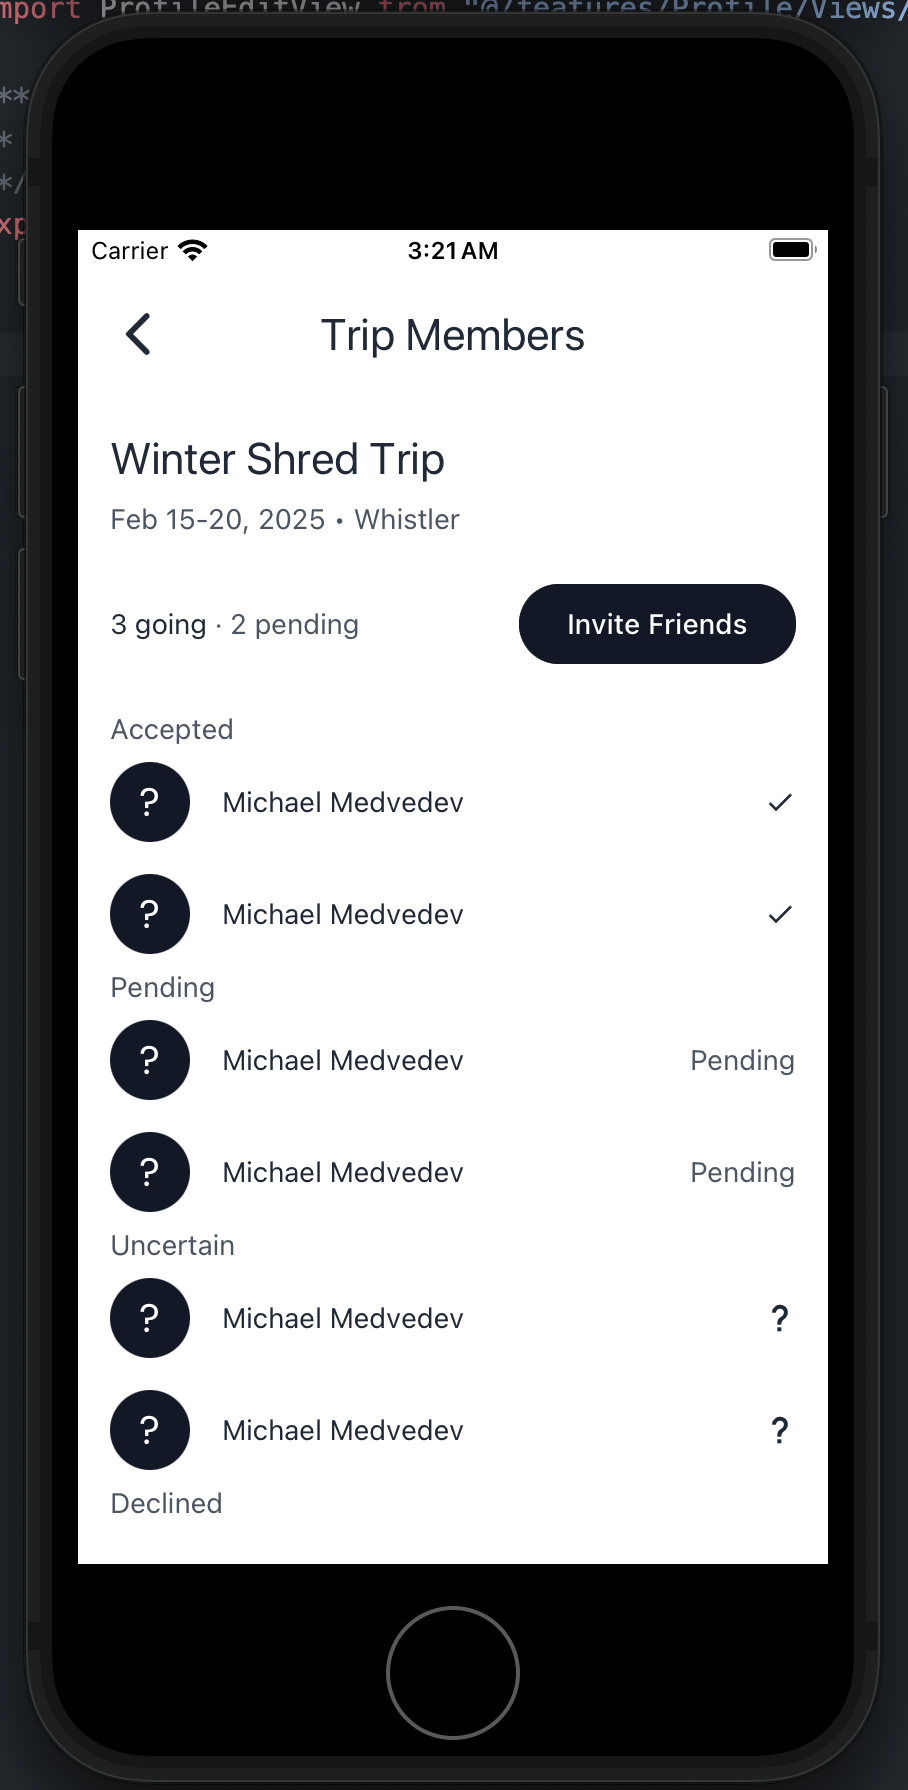 mport ProfileEditView from "@/features/Profile/Views/
**
*
*/
xp
Carrier 3:21 AM
Trip Members
Winter Shred Trip
Feb 15-20, 2025 • Whistler
3 going · 2 pending
Invite Friends
Accepted
? Michael Medvedev ✓
? Michael Medvedev ✓
Pending
? Michael Medvedev Pending
? Michael Medvedev Pending
Uncertain
? Michael Medvedev ?
? Michael Medvedev ?
Declined